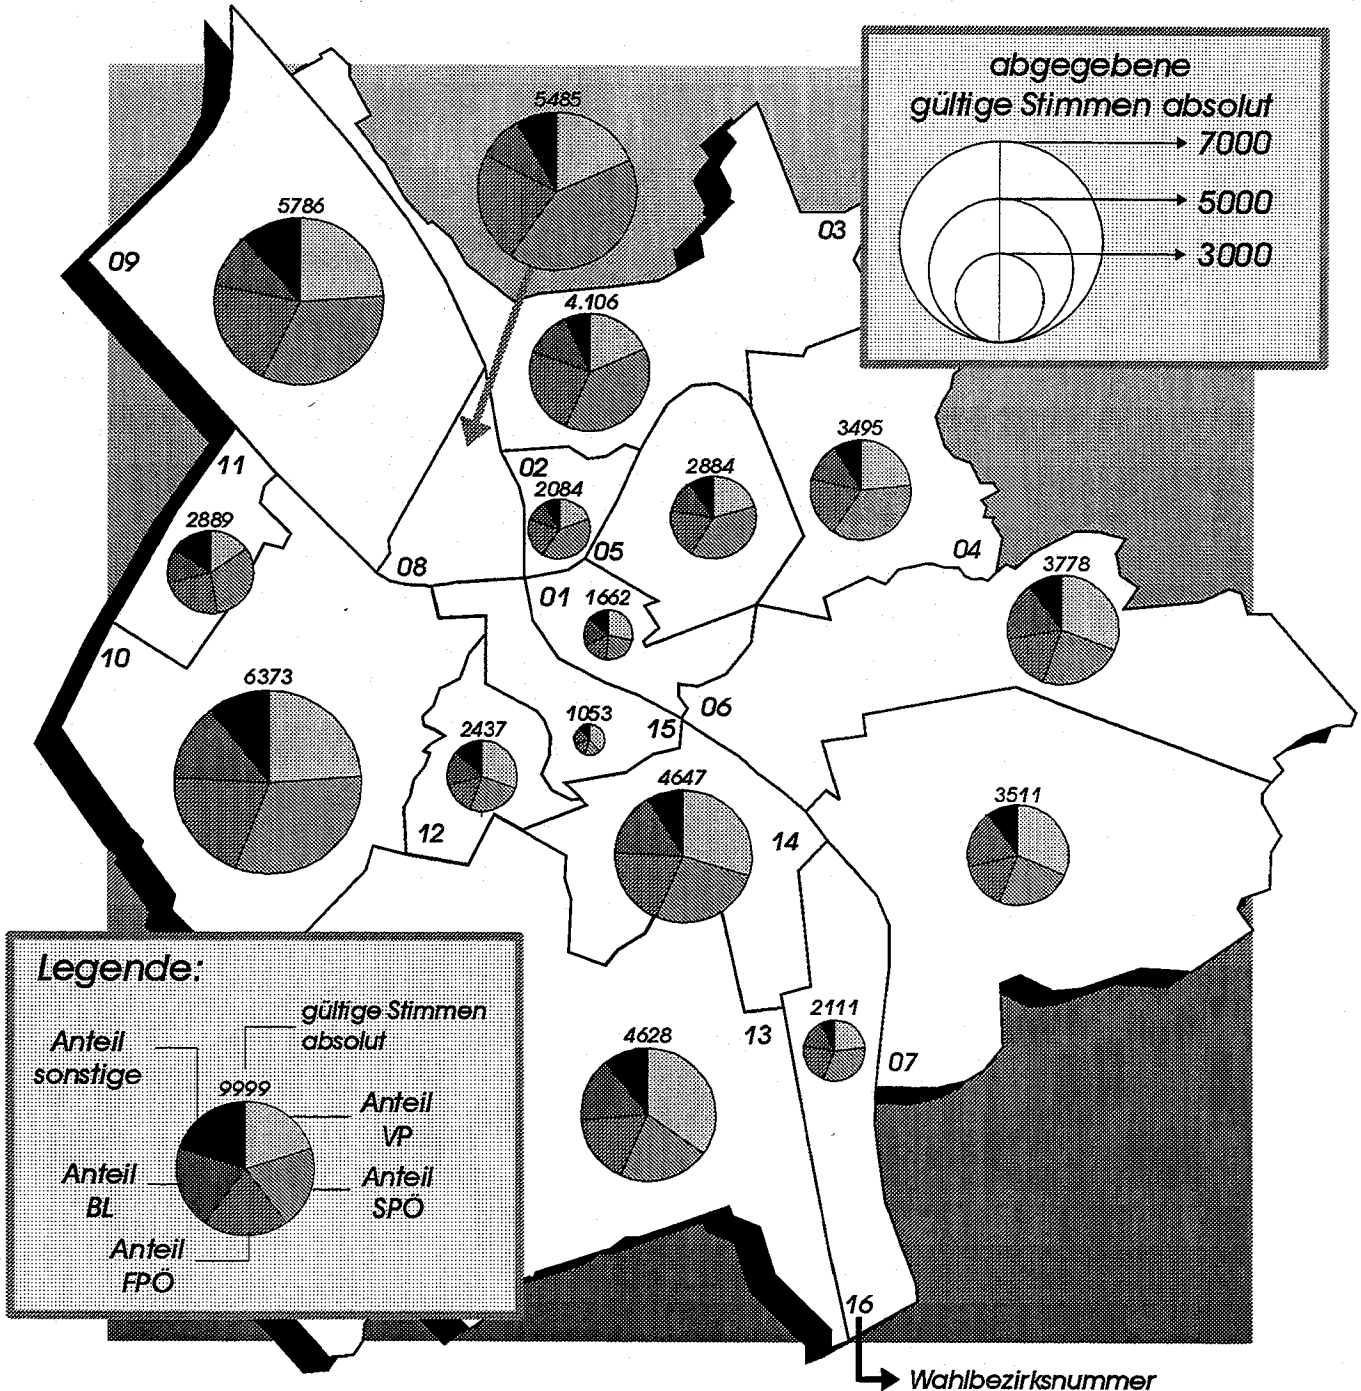 abgegebene
gültige Stimmen absolut
7000
5000
3000
5485
5786
09
03
4.106
3495
11
02
2884
2084
2889
05
04
08
3778
01
1662
10
6373
06
1053
15
2437
4647
3511
14
12
2111
13
4628
07
Legende:
gültige Stimmen
absolut
Anteil
sonstige
9999
Anteil
VP
Anteil
BL
Anteil
SPÖ
Anteil
FPÖ
16
Wahlbezirksnummer